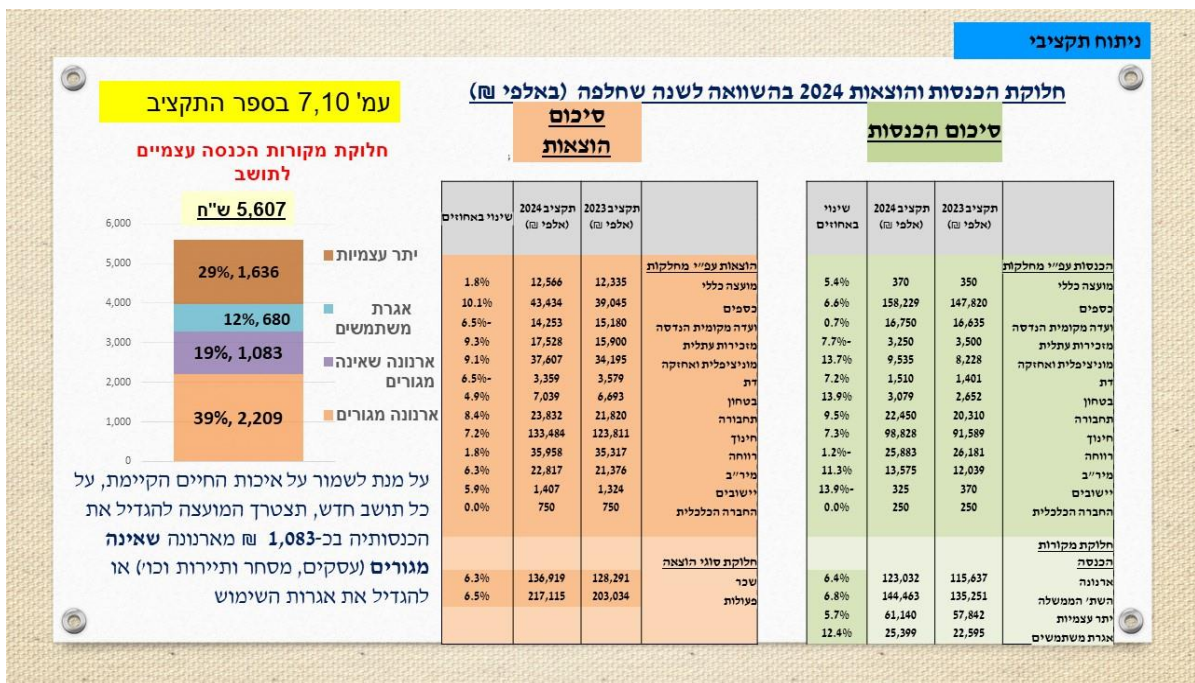 ניתוח תקציבי
חלוקת הכנסות והוצאות 2024 בהשוואה לשנה שחלפה (באלפי ₪)
סיכום הכנסות
תקציב 2023 (אלפי ₪) תקציב 2024 (אלפי ₪) שינוי באחוזים
הכנסות עפ"י מחלקות
מועצה כללי 350 370 5.4%
כספים 147,820 158,229 6.6%
ועדה מקומית הנדסה 16,635 16,750 0.7%
מזכירות עתלית 3,500 3,250 7.7%-
מוניציפלית ואחזקה 8,228 9,535 13.7%
דת 1,401 1,510 7.2%
בטחון 2,652 3,079 13.9%
תחבורה 20,310 22,450 9.5%
חינוך 91,589 98,828 7.3%
רווחה 26,181 25,883 1.2%-
מיר"ב 12,039 13,575 11.3%
יישובים 370 325 13.9%-
החברה הכלכלית 250 250 0.0%
חלוקת מקורות
הכנסה
ארנונה 115,637 123,032 6.4%
השת' הממשלה 135,251 144,463 6.8%
יתר עצמיות 57,842 61,140 5.7%
אגרת משתמשים 22,595 25,399 12.4%
סיכום
הוצאות
תקציב 2023 (אלפי ₪) תקציב 2024 (אלפי ₪) שינוי באחוזים
הוצאות עפ"י מחלקות
מועצה כללי 12,335 12,566 1.8%
כספים 39,045 43,434 10.1%
ועדה מקומית הנדסה 15,180 14,253 6.5%-
מזכירות עתלית 15,900 17,528 9.3%
מוניציפלית ואחזקה 34,195 37,607 9.1%
דת 3,579 3,359 6.5%-
בטחון 6,693 7,039 4.9%
תחבורה 21,820 23,832 8.4%
חינוך 123,811 133,484 7.2%
רווחה 35,317 35,958 1.8%
מיר"ב 21,376 22,817 6.3%
יישובים 1,324 1,407 5.9%
החברה הכלכלית 750 750 0.0%
חלוקת סוגי הוצאה
שכר 128,291 136,919 6.3%
פעולות 203,034 217,115 6.5%
עמ' 7,10 בספר התקציב
חלוקת מקורות הכנסה עצמיים
לתושב
5,607 ש"ח
6,000
5,000
4,000
3,000
2,000
1,000
0
29%, 1,636
12%, 680
19%, 1,083
39%, 2,209
יתר עצמיות
אגרת
משתמשים
ארנונה שאינה
מגורים
ארנונה מגורים
על מנת לשמור על איכות החיים הקיימת, על
כל תושב חדש, תצטרך המועצה להגדיל את
הכנסותיה בכ-1,083 ₪ מארנונה שאינה
מגורים (עסקים, מסחר ותיירות וכו') או
להגדיל את אגרות השימוש